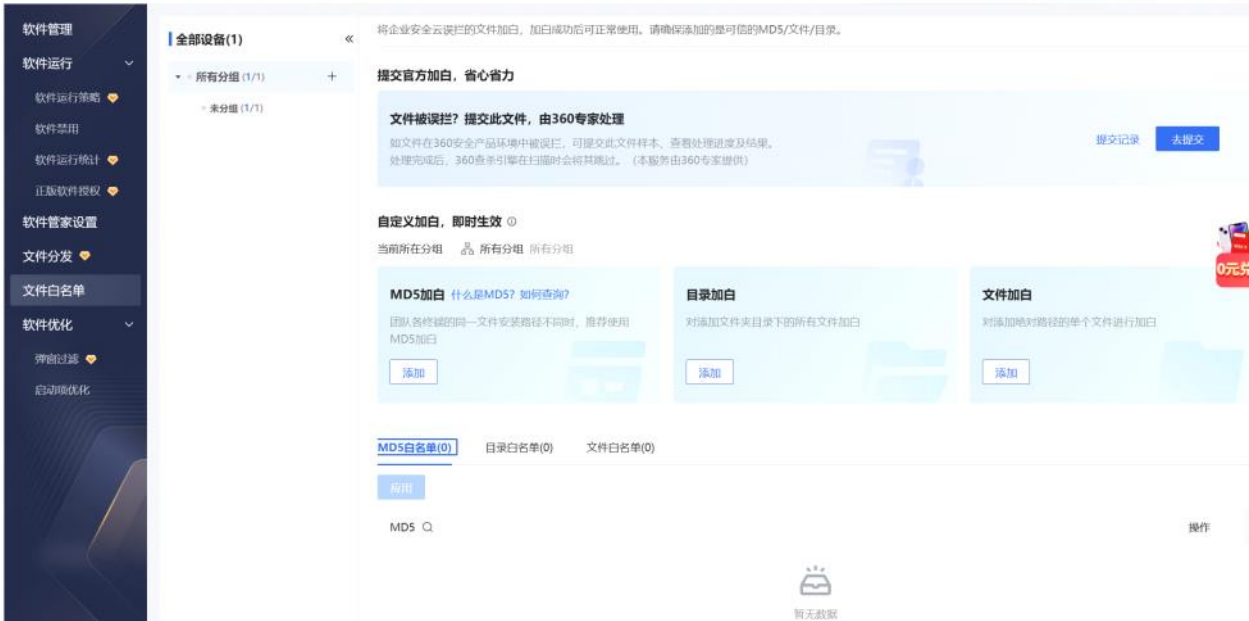 软件管理
软件运行
软件运行策略
软件禁用
软件运行统计
正版软件授权
软件管家设置
文件分发
文件白名单
软件优化
弹窗过滤
启动项优化
全部设备(1)
所有分组 (1/1)
未分组 (1/1)
将企业安全云误拦的文件加白，加白成功后可正常使用。请确保添加的是可信的MD5/文件/目录。
提交官方加白，省心省力
文件被误拦？提交此文件，由360专家处理
如文件在360安全产品环境中被误拦，可提交此文件样本、查看处理进度及结果。
处理完成后，360查杀引擎在扫描时会将其跳过。（本服务由360专家提供）
提交记录
去提交
自定义加白，即时生效
当前所在分组 所有分组 所有分组
MD5加白 什么是MD5？如何查询？
团队各终端的同一文件安装路径不同时，推荐使用
MD5加白
添加
目录加白
对添加文件夹目录下的所有文件加白
添加
文件加白
对添加绝对路径的单个文件进行加白
添加
0元兑
MD5白名单(0) 目录白名单(0) 文件白名单(0)
应用
MD5 操作
暂无数据